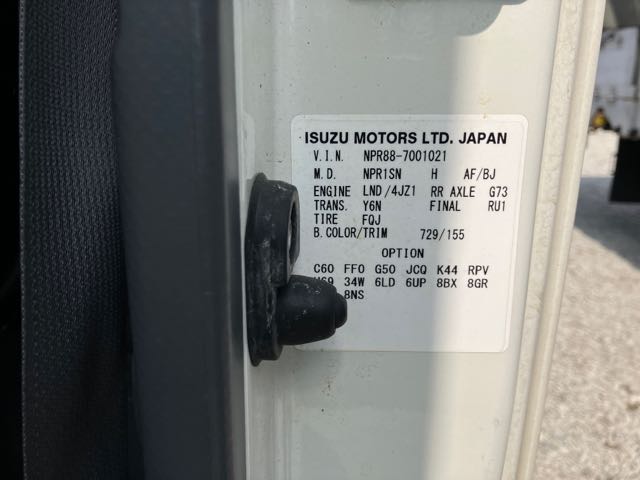 ISUZU MOTORS LTD. JAPAN
V.I.N. NPR88-7001021
M.D. NPR1SN H AF/BJ
ENGINE LND/4JZ1 RR AXLE G73
TRANS. Y6N FINAL RU1
TIRE FQJ
B.COLOR/TRIM 729/155
OPTION
C60 FF0 G50 JCQ K44 RPV
34W 6LD 6UP 8BX 8GR
8NS